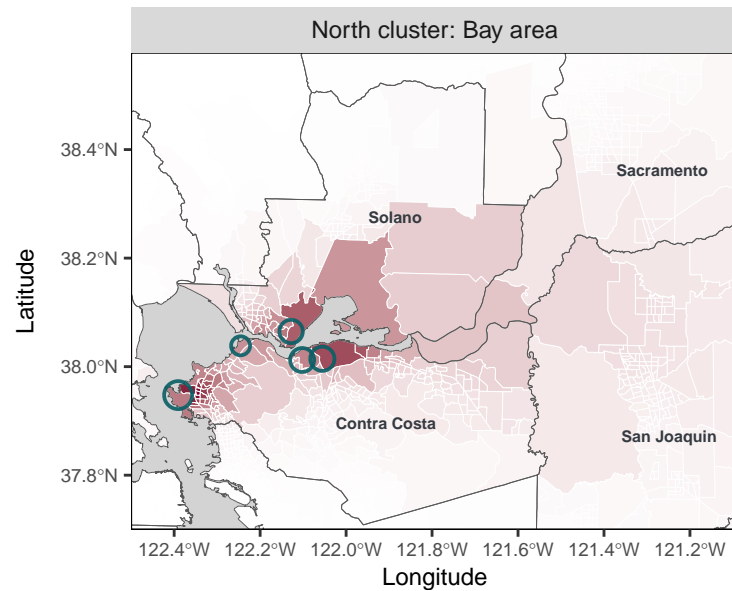 North cluster: Bay area
38.4°N
Sacramento
Solano
38.2°N
Latitude
38.0°N
Contra Costa
San Joaquin
37.8°N
122.4°W 122.2°W 122.0°W 121.8°W 121.6°W 121.4°W 121.2°W
Longitude